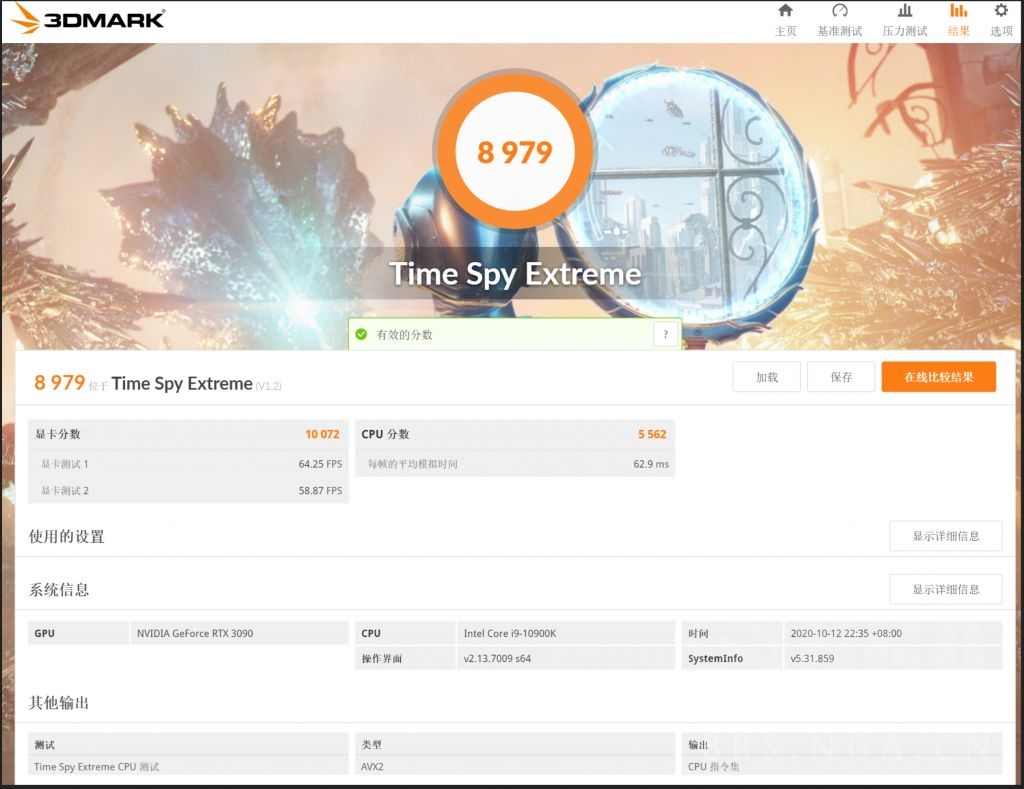 3DMARK®
主页 基准测试 压力测试 结果 选项
8 979
Time Spy Extreme
有效的分数 ?
8 979 位于 Time Spy Extreme (V1.2) 加载 保存 在线比较结果
显卡分数 10 072 CPU 分数 5 562
显卡测试 1 64.25 FPS 每帧的平均模拟时间 62.9 ms
显卡测试 2 58.87 FPS
使用的设置 显示详细信息
系统信息 显示详细信息
GPU NVIDIA GeForce RTX 3090 CPU Intel Core i9-10900K 时间 2020-10-12 22:35 +08:00
操作界面 v2.13.7009 s64 SystemInfo v5.31.859
其他输出
测试 类型 输出
Time Spy Extreme CPU 测试 AVX2 CPU 指令集
BBS.NGA.CN